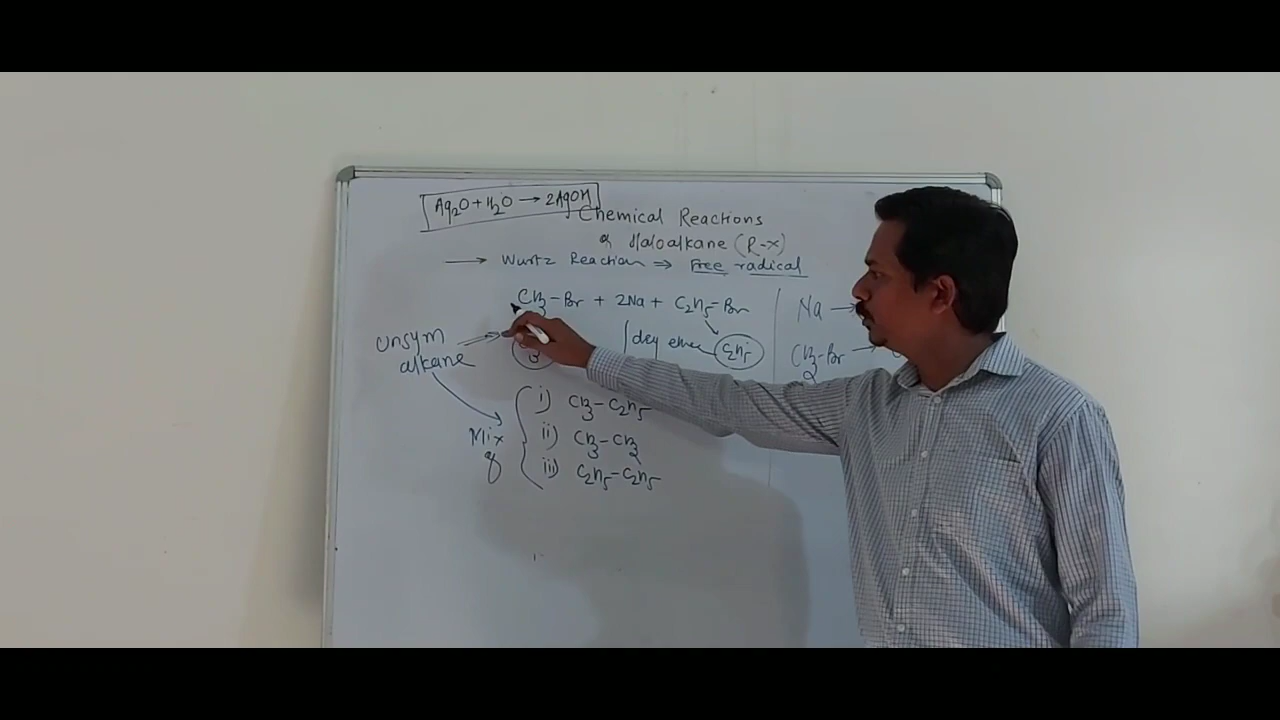 Ag₂O + H₂O → 2AgOH
Chemical Reactions
of Haloalkane (R-X)
→ Wurtz Reaction ⇒ Free radical
CH₃-Br + 2Na + C₂H₅-Br
Na →
Unsym
alkane
dry ether
C₂H₅
CH₃-Br →
Mix
of
i) CH₃-C₂H₅
ii) CH₃-CH₃
iii) C₂H₅-C₂H₅